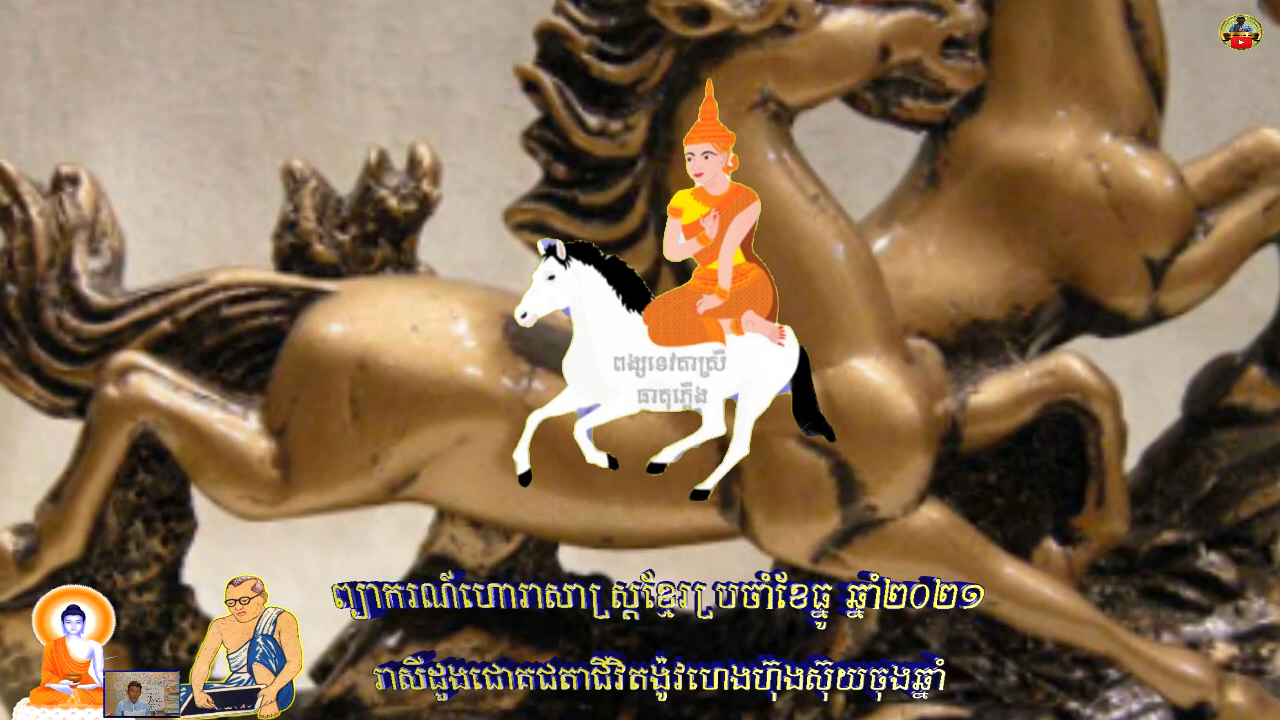 ពង្សទេវតាស្រី
ធាតុភ្លើង
ព្យាករណ៍ហោរាសាស្ត្រខ្មែរប្រចាំខែធ្នូ ឆ្នាំ២០២១
រាសីដួងជោគជតាជីវិតង៉ូវហេងហ៊ុងស៊ុយចុងឆ្នាំ